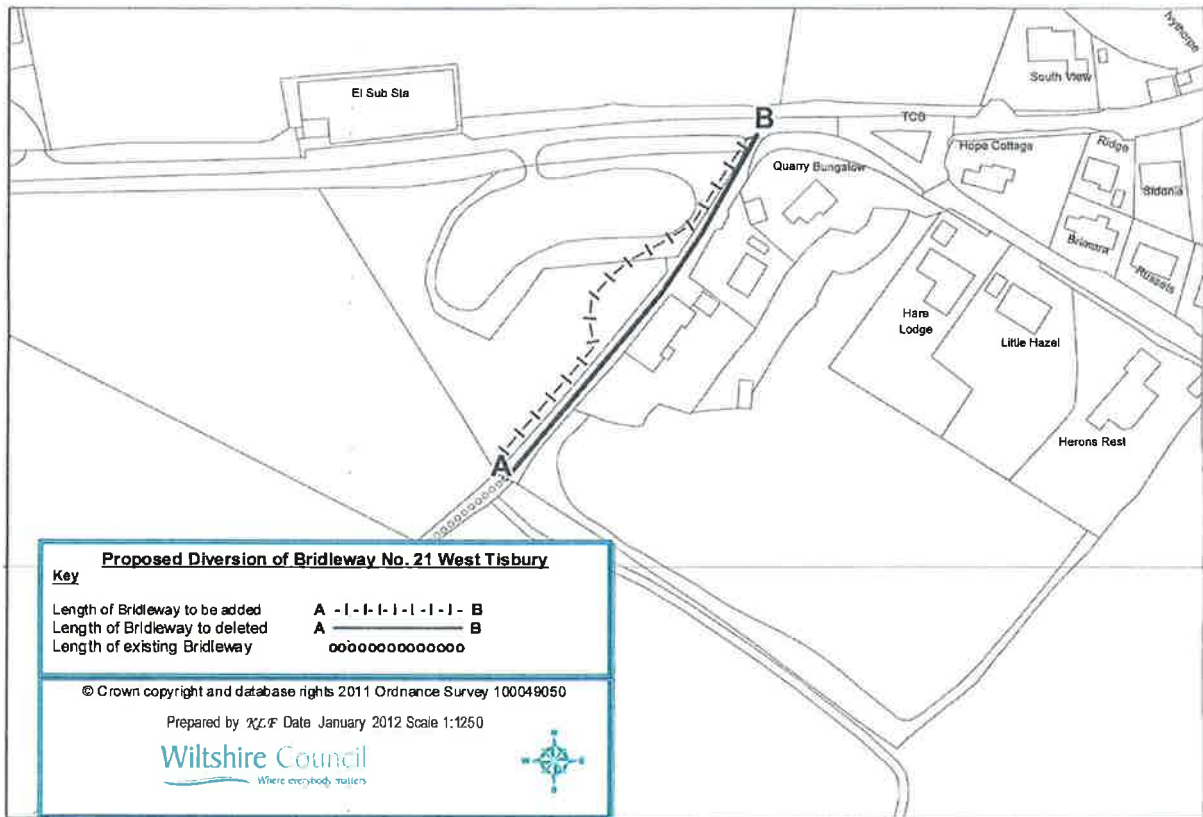 Ivythorpe
South View
El Sub Sta
TCB
B
Hope Cottage
Ridge
Quarry Bungalow
Sidonia
Brimora
Russels
Hare
Lodge
Little Hazel
Herons Rest
A
Proposed Diversion of Bridleway No. 21 West Tisbury
Key
Length of Bridleway to be added A - I - I - I - I - I - I - I - B
Length of Bridleway to deleted A B
Length of existing Bridleway oooooooooooooo
© Crown copyright and database rights 2011 Ordnance Survey 100049050
Prepared by KLF Date January 2012 Scale 1:1250
Wiltshire Council
Where everybody matters
N
W E
S